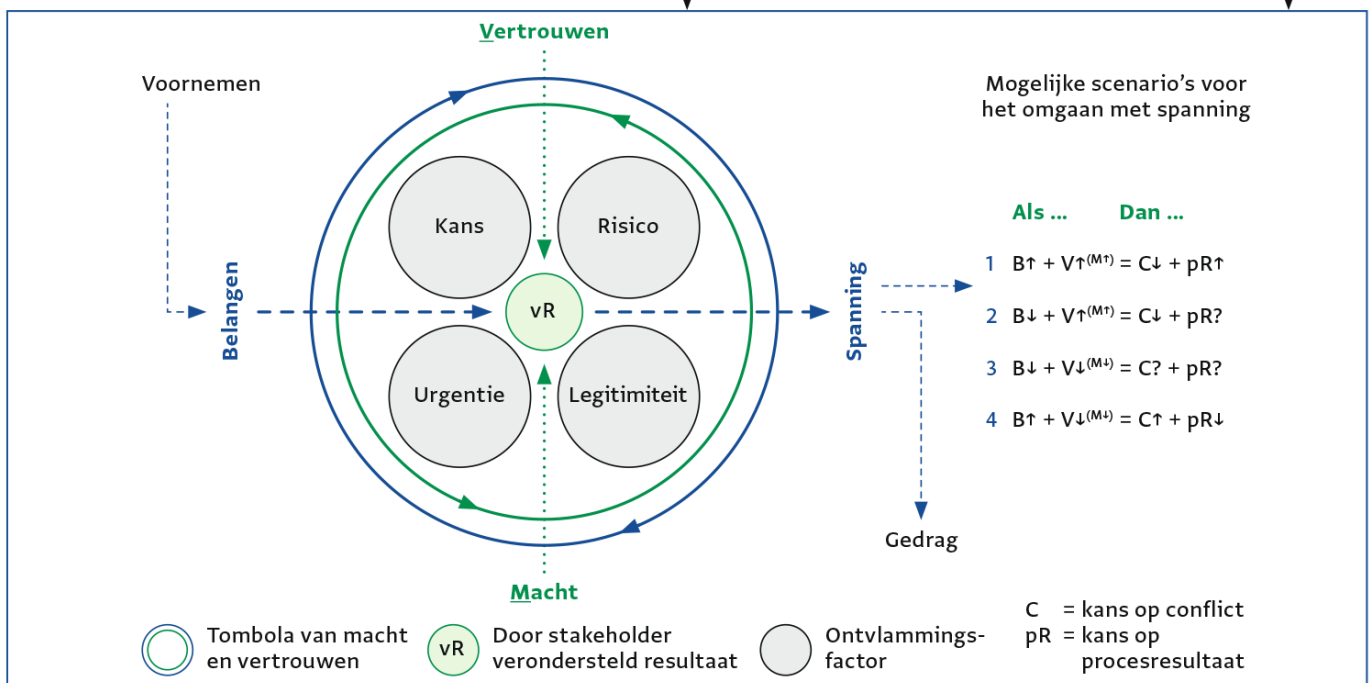 Vertrouwen
Voornemen
Mogelijke scenario's voor
het omgaan met spanning
Kans
Risico
Belangen
vR
Spanning
Urgentie
Legitimiteit
Als ... Dan ...
1 B↑ + V↑(M↑) = C↓ + pR↑
2 B↓ + V↑(M↑) = C↓ + pR?
3 B↓ + V↓(M↓) = C? + pR?
4 B↑ + V↓(M↓) = C↑ + pR↓
Gedrag
Macht
Tombola van macht
en vertrouwen
vR
Door stakeholder
verondersteld resultaat
Ontvlammings-
factor
C = kans op conflict
pR = kans op
procesresultaat